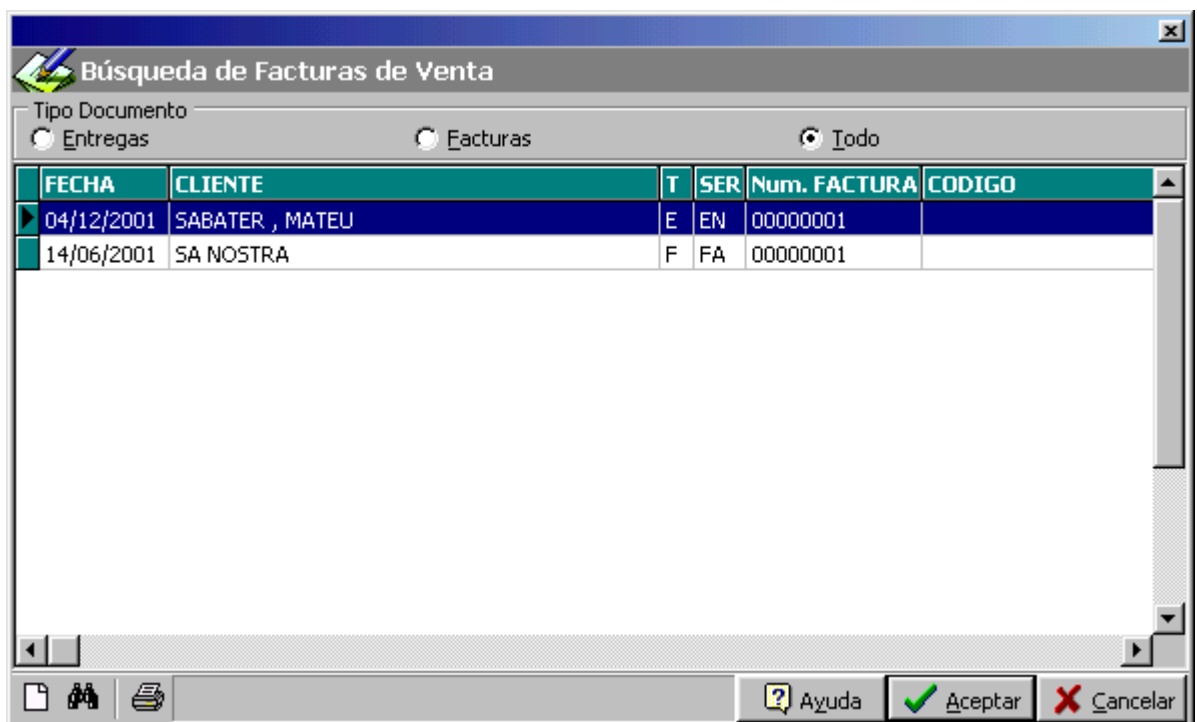 Búsqueda de Facturas de Venta
Tipo Documento
Entregas Facturas Todo
FECHA CLIENTE T SER Num. FACTURA CODIGO
04/12/2001 SABATER , MATEU E EN 00000001
14/06/2001 SA NOSTRA F FA 00000001
Ayuda Aceptar Cancelar